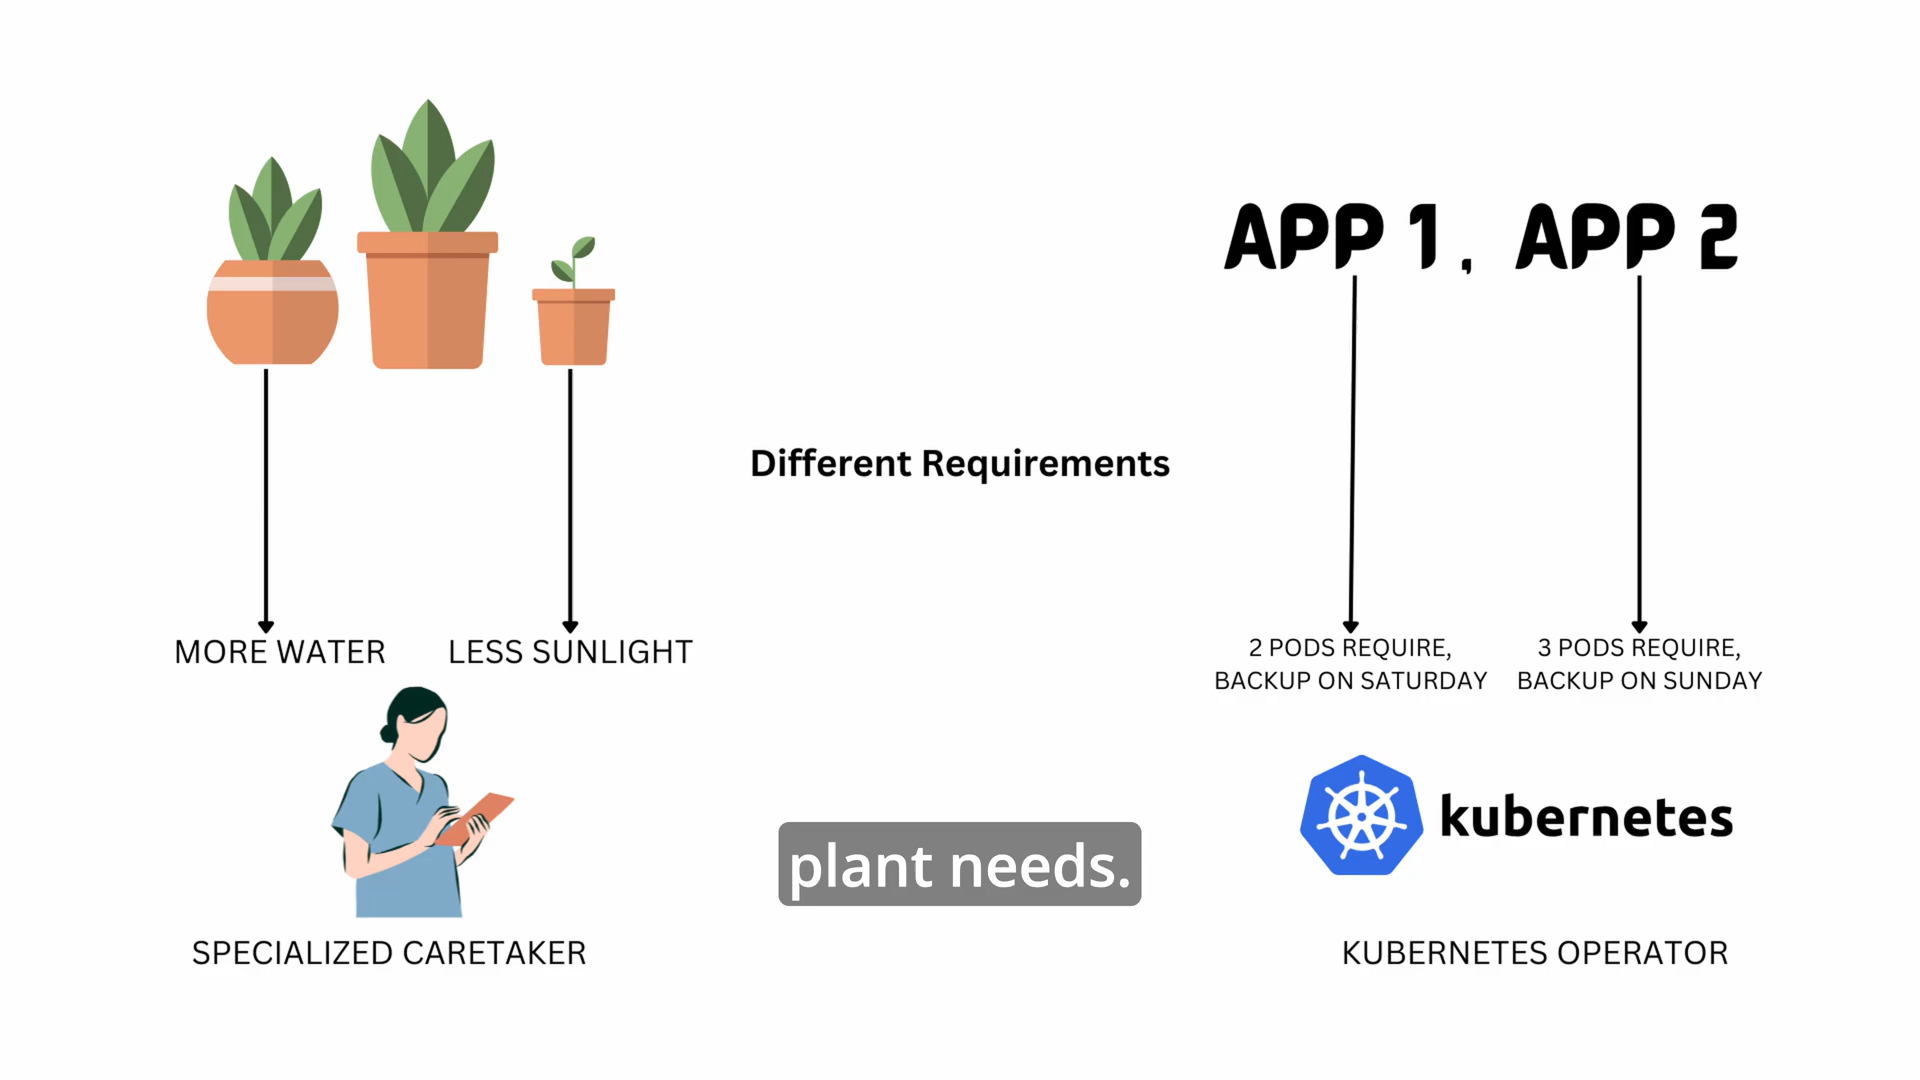 APP 1, APP 2
Different Requirements
MORE WATER
LESS SUNLIGHT
2 PODS REQUIRE,
BACKUP ON SATURDAY
3 PODS REQUIRE,
BACKUP ON SUNDAY
kubernetes
plant needs.
SPECIALIZED CARETAKER
KUBERNETES OPERATOR